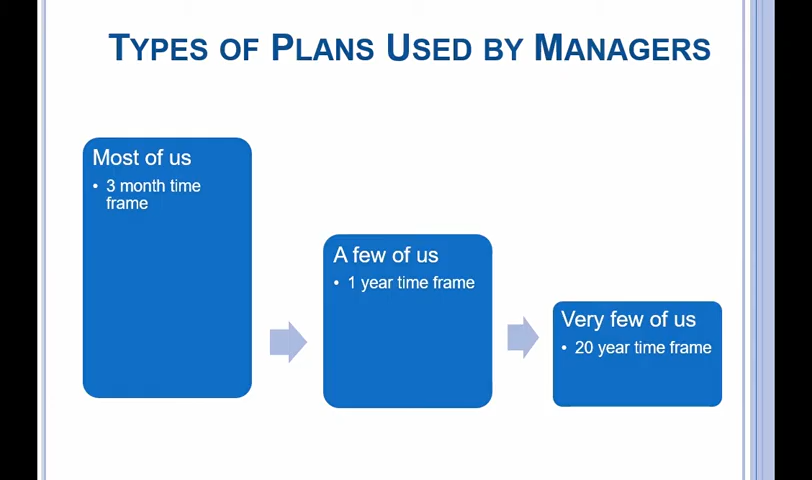 TYPES OF PLANS USED BY MANAGERS
Most of us
• 3 month time
frame
A few of us
• 1 year time frame
Very few of us
• 20 year time frame